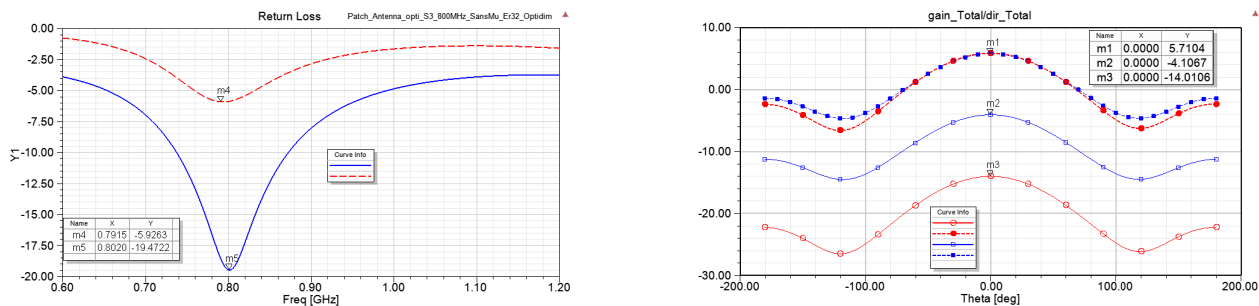 Return Loss
Patch_Antenna_opti_S3_800MHz_SansMu_Er32_Optidim
0.00
-2.50
-5.00
-7.50
-10.00
-12.50
-15.00
-17.50
-20.00
Y1
m4
m5
Curve Info
Name X Y
m4 0.7915 -5.9263
m5 0.8020 -19.4722
0.60 0.70 0.80 0.90 1.00 1.10 1.20
Freq [GHz]
gain_Total/dir_Total
10.00
0.00
-10.00
-20.00
-30.00
Y1
m1
m2
m3
Name X Y
m1 0.0000 5.7104
m2 0.0000 -4.1067
m3 0.0000 -14.0106
Curve Info
-200.00 -100.00 0.00 100.00 200.00
Theta [deg]